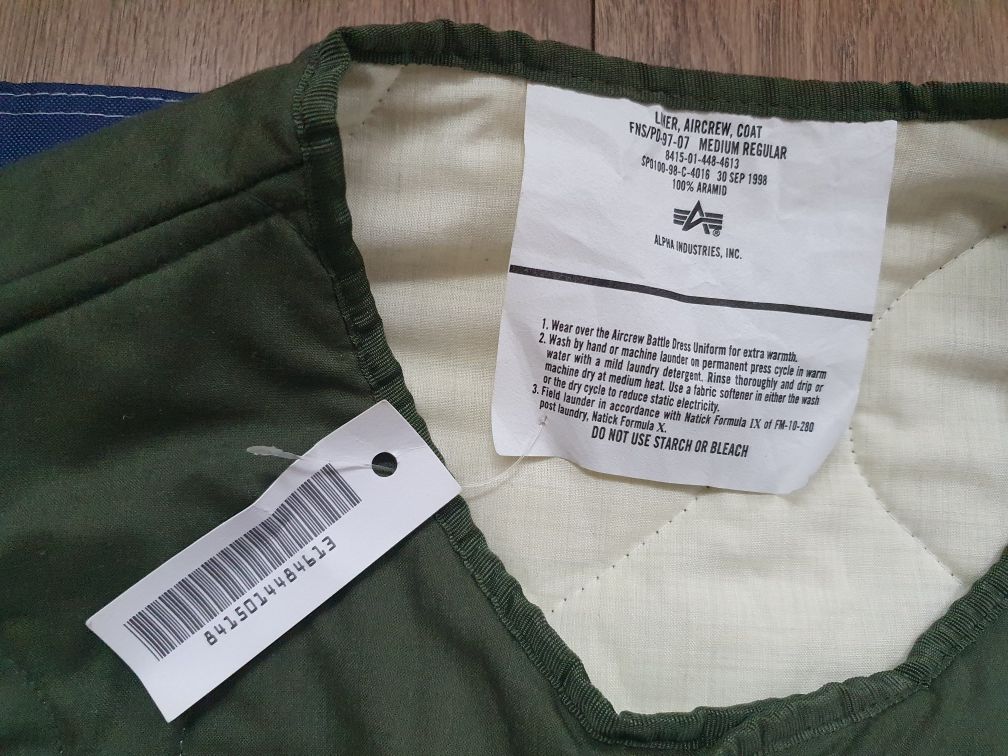 LINER, AIRCREW, COAT
FNS/PD-97-07 MEDIUM REGULAR
8415-01-448-4613
SPO100-98-C-4016 30 SEP 1998
100% ARAMID
®
ALPHA INDUSTRIES, INC.
1. Wear over the Aircrew Battle Dress Uniform for extra warmth.
2. Wash by hand or machine launder on permanent press cycle in warm
water with a mild laundry detergent. Rinse thoroughly and drip or
machine dry at medium heat. Use a fabric softener in either the wash
or the dry cycle to reduce static electricity.
3. Field launder in accordance with Natick Formula IX of FM-10-280
post laundry, Natick Formula X.
DO NOT USE STARCH OR BLEACH
8415014484613